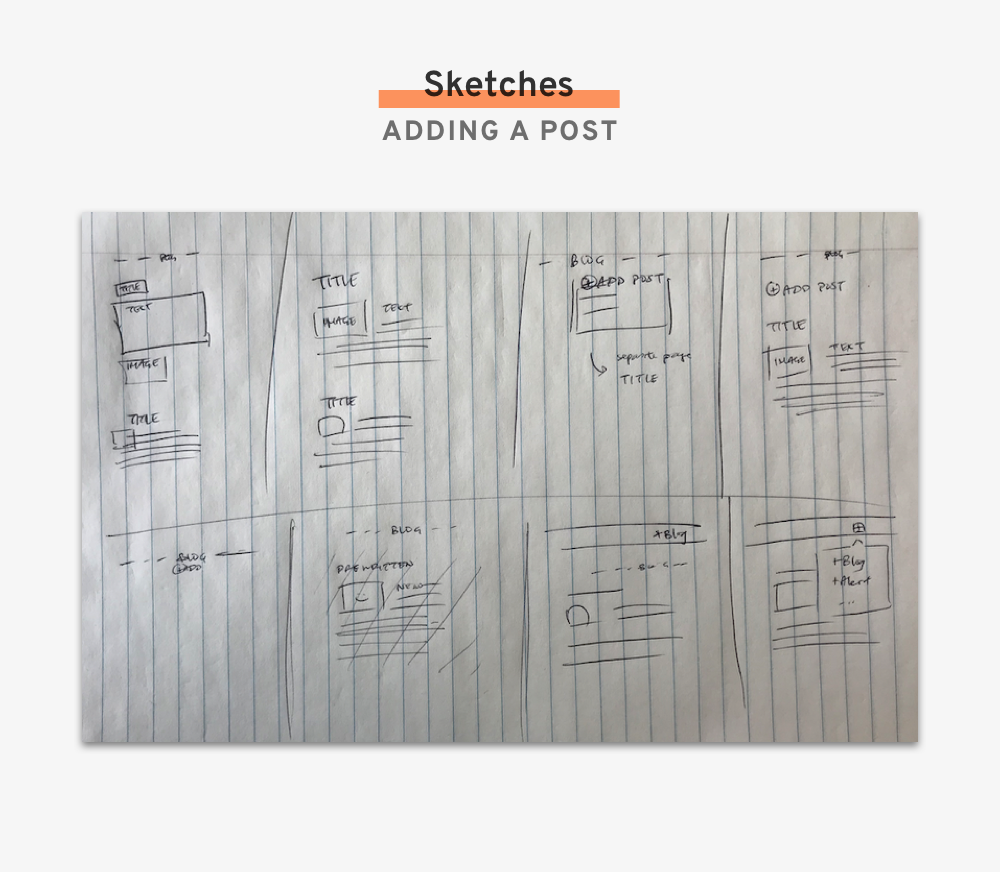 Sketches
ADDING A POST
BLOG
TITLE
TEXT
IMAGE
TITLE
TITLE
IMAGE
TEXT
TITLE
BLOG
+ ADD POST
separate page
TITLE
BLOG
+ ADD POST
TITLE
IMAGE
TEXT
BLOG
+ ADD
BLOG
NEW
+Blog
BLOG
+Blog
+Alert
...